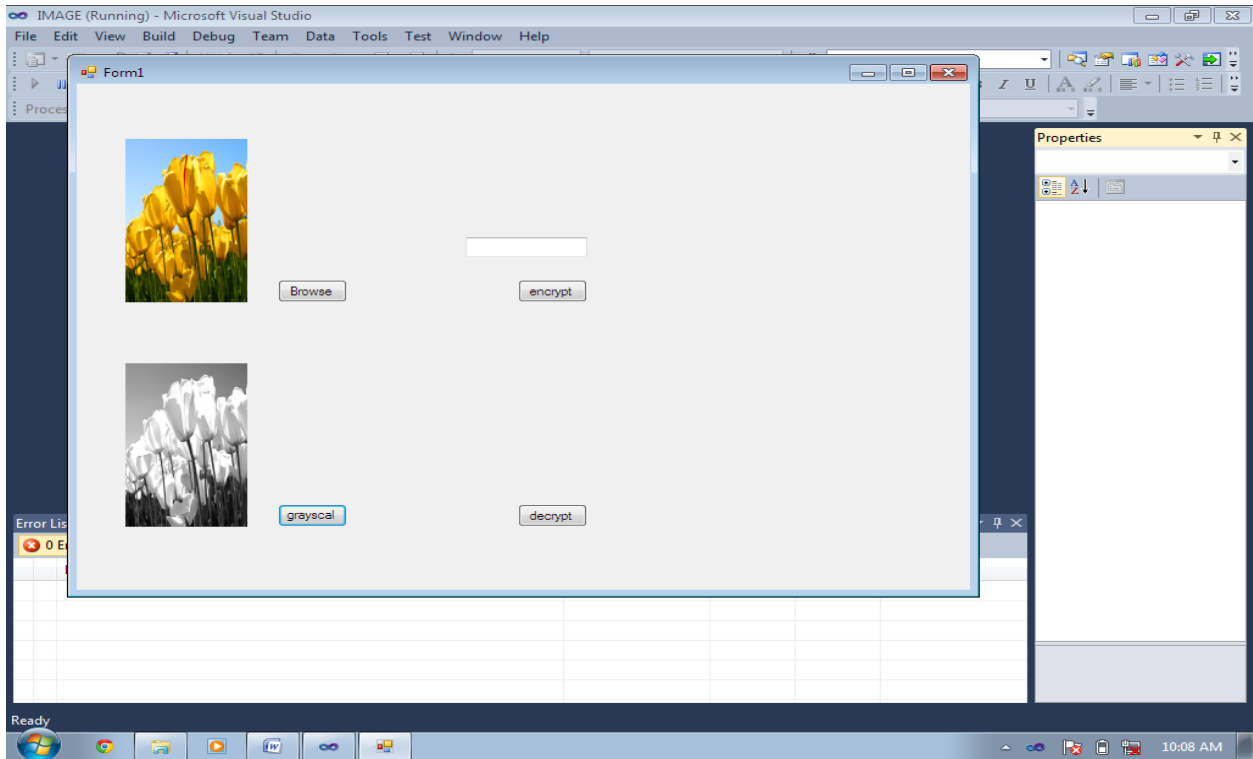 IMAGE (Running) - Microsoft Visual Studio
File Edit View Build Debug Team Data Tools Test Window Help
Form1
Proces
Properties
Browse
encrypt
grayscal
decrypt
Error Lis
0 E
Ready
10:08 AM